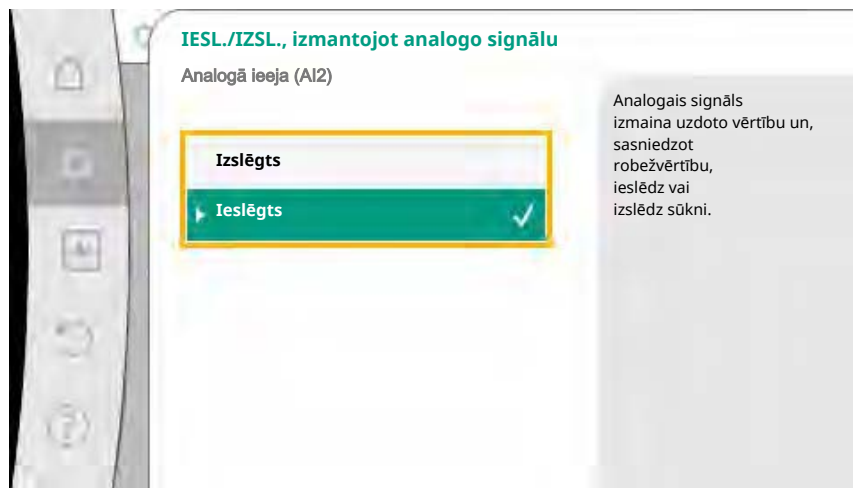 IESL./IZSL., izmantojot analogo signālu
Analogā ieeja (AI2)
Izslēgts
Ieslēgts
Analogais signāls
izmaina uzdoto vērtību un,
sasniedzot
robežvērtību,
ieslēdz vai
izslēdz sūkni.